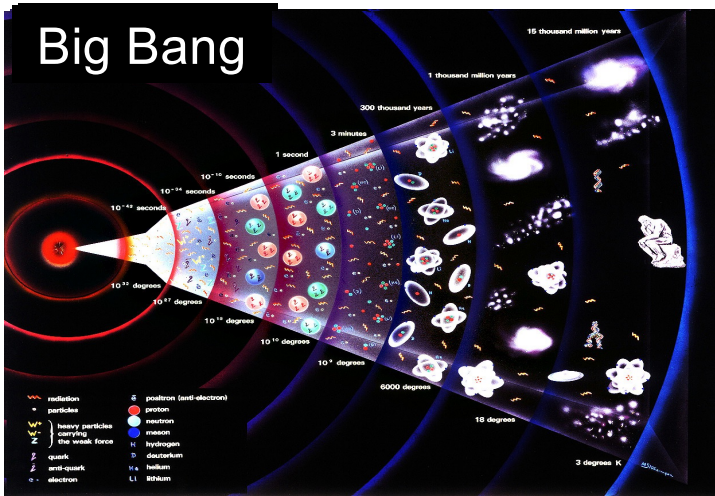 Big Bang
15 thousand million years
1 thousand million years
300 thousand years
3 minutes
1 second
10⁻¹⁰ seconds
10⁻³⁴ seconds
10⁻⁴³ seconds
10³² degrees
10²⁷ degrees
10¹⁵ degrees
10¹⁰ degrees
10⁹ degrees
6000 degrees
18 degrees
3 degrees K
radiation
particles
W+
W-
Z
heavy particles
carrying
the weak force
quark
anti-quark
e- electron
positron (anti-electron)
proton
neutron
meson
H hydrogen
D deuterium
He helium
Li lithium